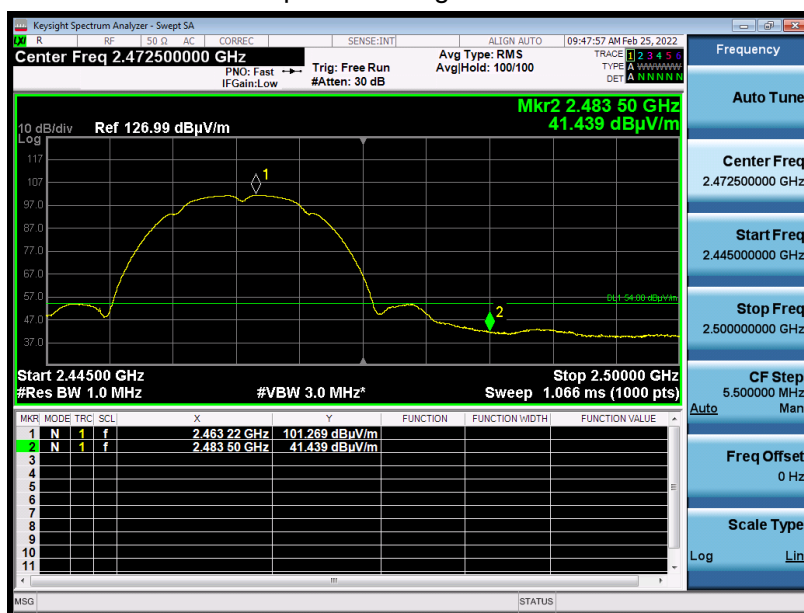 Keysight Spectrum Analyzer - Swept SA
LXI R RF 50 Ω AC CORREC SENSE:INT ALIGN AUTO 09:47:57 AM Feb 25, 2022
Center Freq 2.472500000 GHz
PNO: Fast
IFGain:Low
Trig: Free Run
#Atten: 30 dB
Avg Type: RMS
Avg|Hold: 100/100
TRACE 1 2 3 4 5 6
TYPE A WWWWW
DET A N N N N N
Mkr2 2.483 50 GHz
41.439 dBµV/m
10 dB/div Ref 126.99 dBµV/m
Log
117
107
97.0
87.0
77.0
67.0
57.0
47.0
37.0
1
2
DL1 54.00 dBµV/m
Start 2.44500 GHz Stop 2.50000 GHz
#Res BW 1.0 MHz #VBW 3.0 MHz* Sweep 1.066 ms (1000 pts)
MKR MODE TRC SCL X Y FUNCTION FUNCTION WIDTH FUNCTION VALUE
1 N 1 f 2.463 22 GHz 101.269 dBµV/m
2 N 1 f 2.483 50 GHz 41.439 dBµV/m
3
4
5
6
7
8
9
10
11
MSG STATUS
Frequency
Auto Tune
Center Freq
2.472500000 GHz
Start Freq
2.445000000 GHz
Stop Freq
2.500000000 GHz
CF Step
5.500000 MHz
Auto Man
Freq Offset
0 Hz
Scale Type
Log Lin